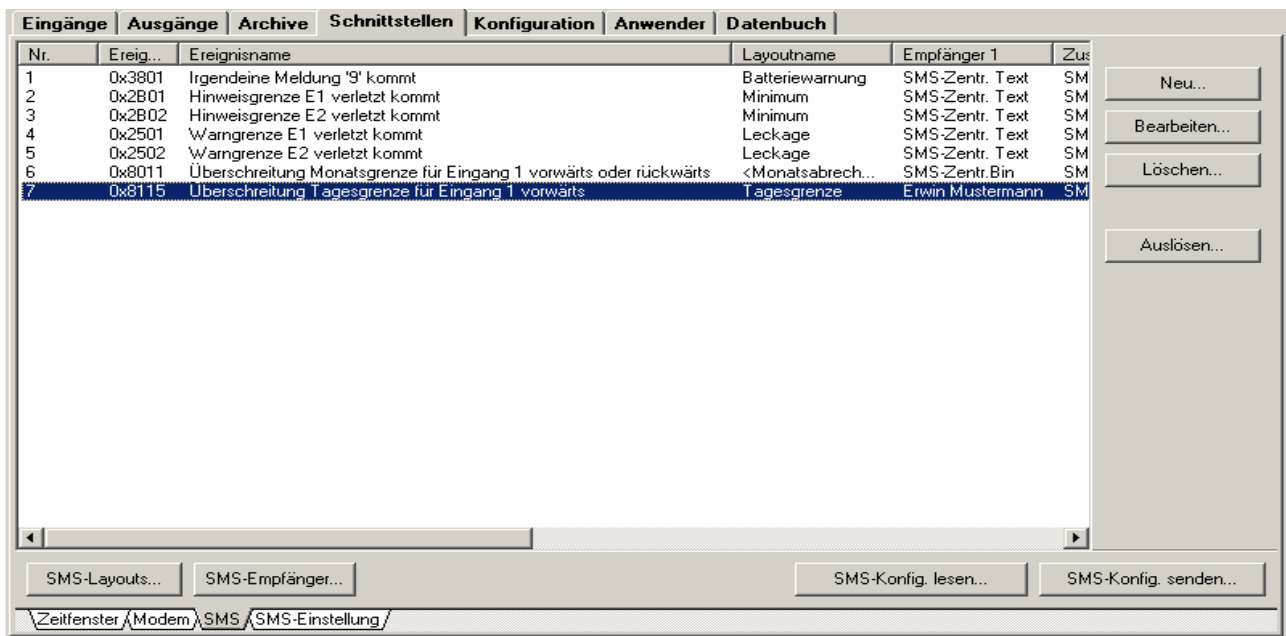 Eingänge Ausgänge Archive Schnittstellen Konfiguration Anwender Datenbuch
Nr. Ereig... Ereignisname Layoutname Empfänger 1 Zus
1 0x3801 Irgendeine Meldung '9' kommt Batteriewarnung SMS-Zentr. Text SM
2 0x2B01 Hinweisgrenze E1 verletzt kommt Minimum SMS-Zentr. Text SM
3 0x2B02 Hinweisgrenze E2 verletzt kommt Minimum SMS-Zentr. Text SM
4 0x2501 Warngrenze E1 verletzt kommt Leckage SMS-Zentr. Text SM
5 0x2502 Warngrenze E2 verletzt kommt Leckage SMS-Zentr. Text SM
6 0x8011 Überschreitung Monatsgrenze für Eingang 1 vorwärts oder rückwärts <Monatsabrech... SMS-Zentr.Bin SM
7 0x8115 Überschreitung Tagesgrenze für Eingang 1 vorwärts Tagesgrenze Erwin Mustermann SM
Neu...
Bearbeiten...
Löschen...
Auslösen...
SMS-Layouts... SMS-Empfänger... SMS-Konfig. lesen... SMS-Konfig. senden...
Zeitfenster Modem SMS SMS-Einstellung